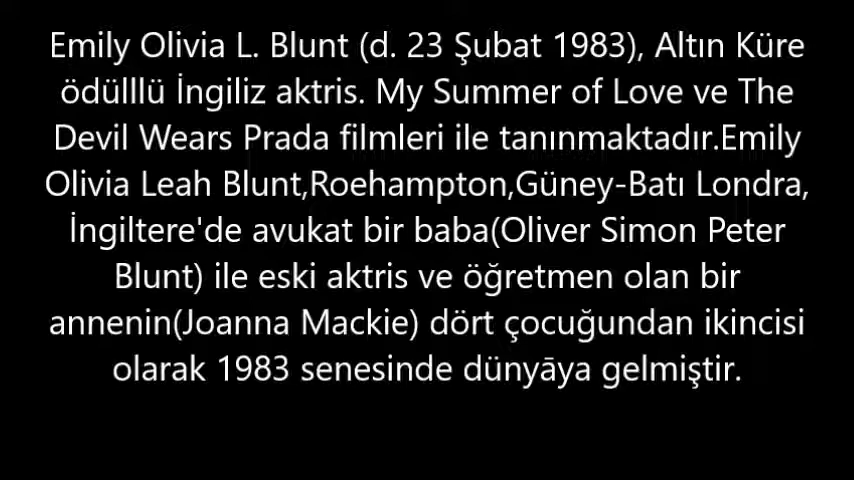 Emily Olivia L. Blunt (d. 23 Şubat 1983), Altın Küre
ödülllü İngiliz aktris. My Summer of Love ve The
Devil Wears Prada filmleri ile tanınmaktadır.Emily
Olivia Leah Blunt,Roehampton,Güney-Batı Londra,
İngiltere'de avukat bir baba(Oliver Simon Peter
Blunt) ile eski aktris ve öğretmen olan bir
annenin(Joanna Mackie) dört çocuğundan ikincisi
olarak 1983 senesinde dünyāya gelmiştir.